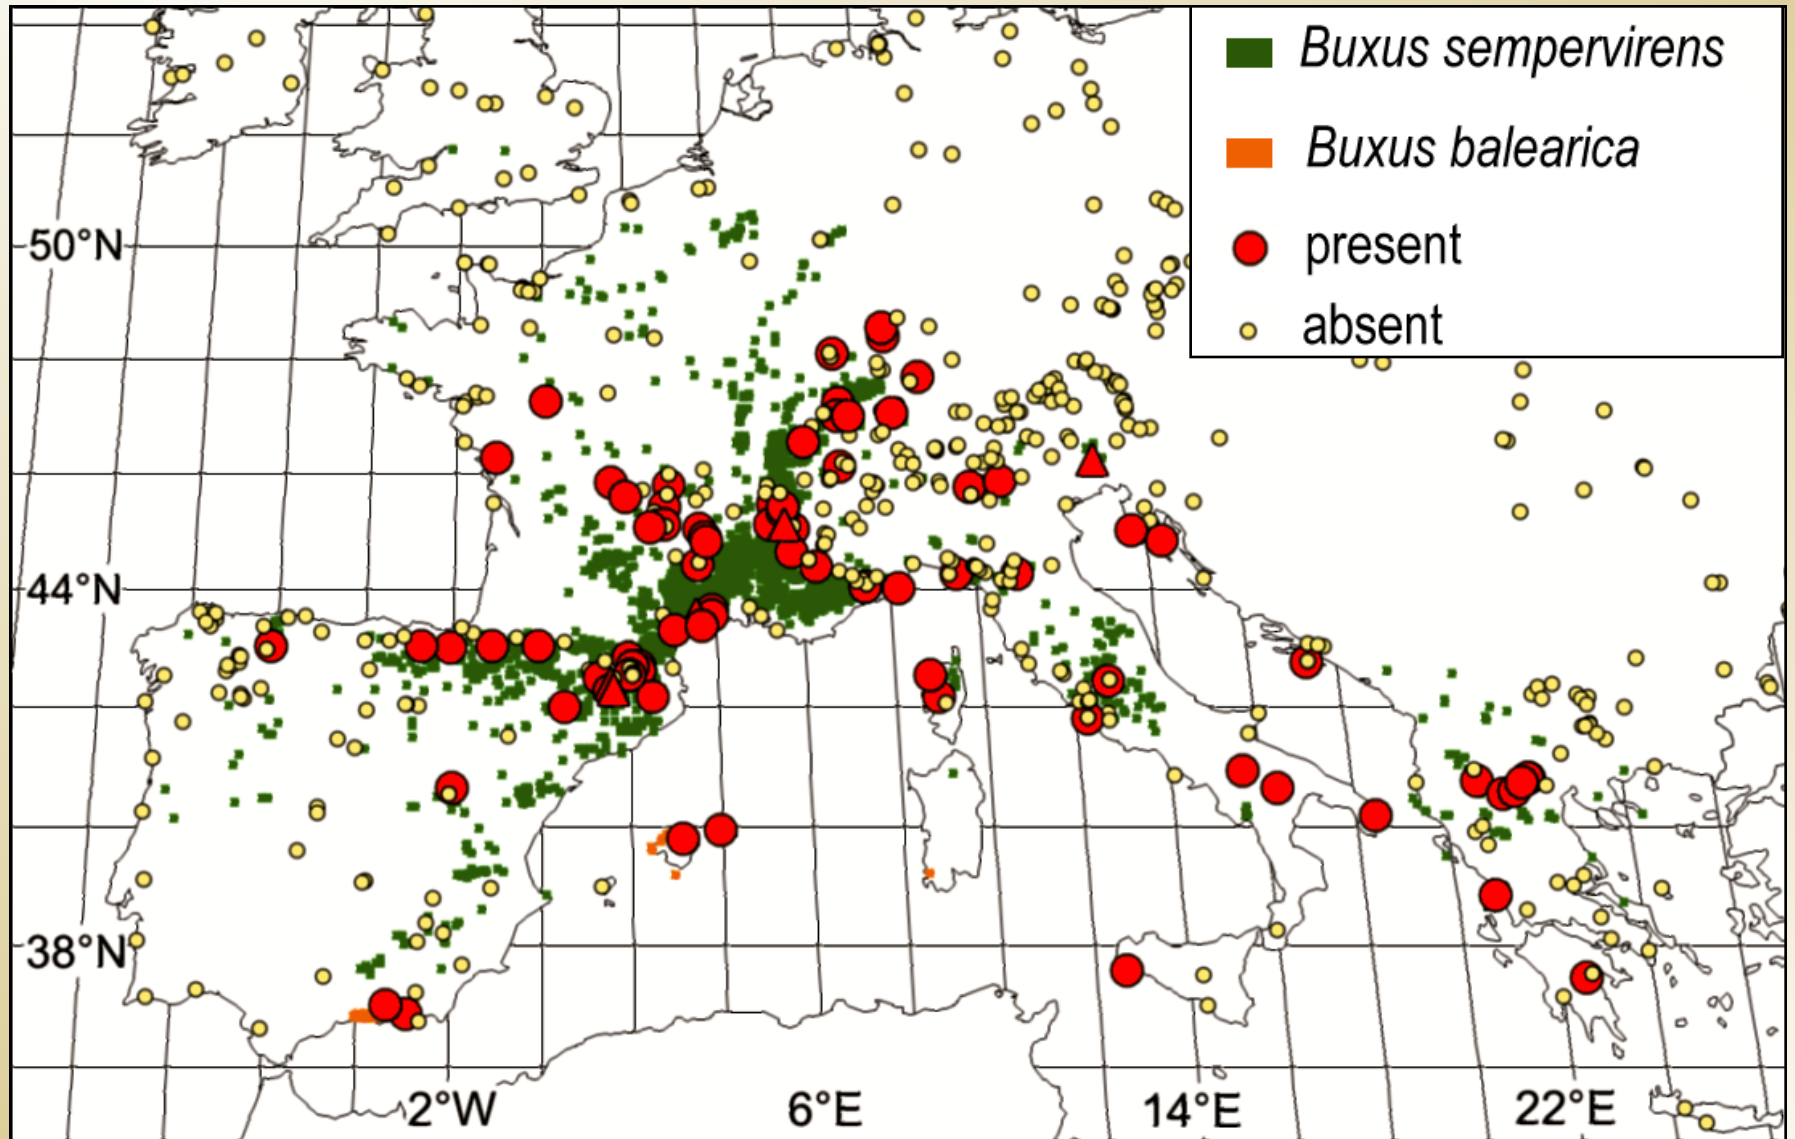 Buxus sempervirens
Buxus balearica
present
absent
50°N
44°N
38°N
2°W
6°E
14°E
22°E